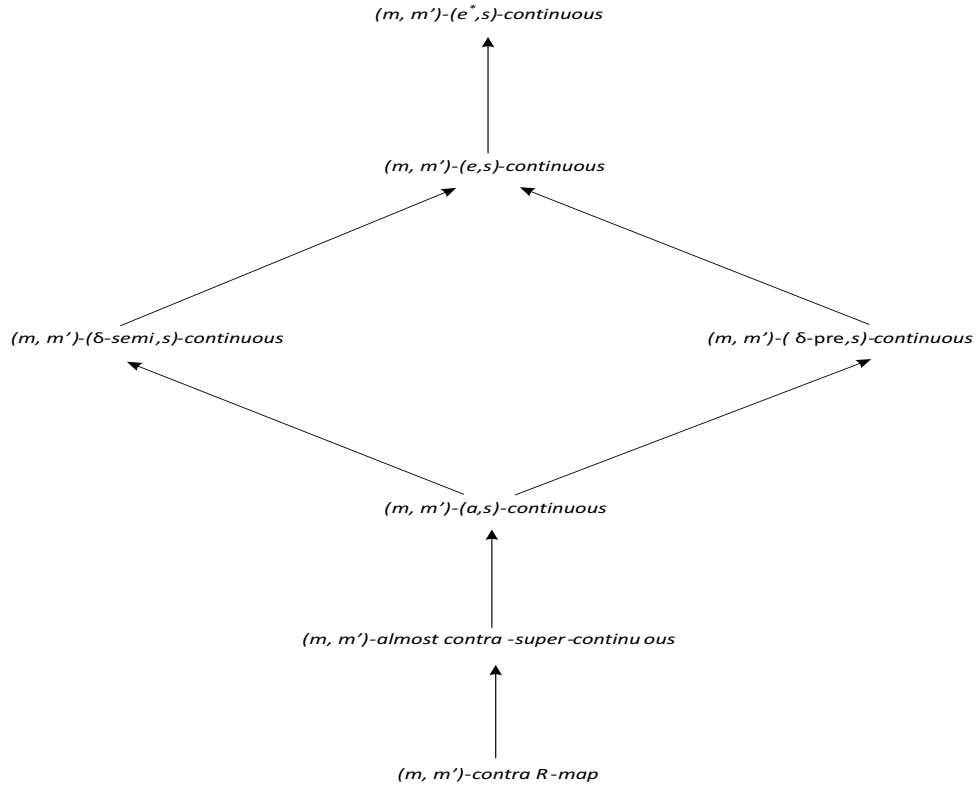 (m, m')-(e*,s)-continuous
(m, m')-(e,s)-continuous
(m, m')-(δ-semi,s)-continuous
(m, m')-( δ-pre,s)-continuous
(m, m')-(a,s)-continuous
(m, m')-almost contra -super-continu ous
(m, m')-contra R-map